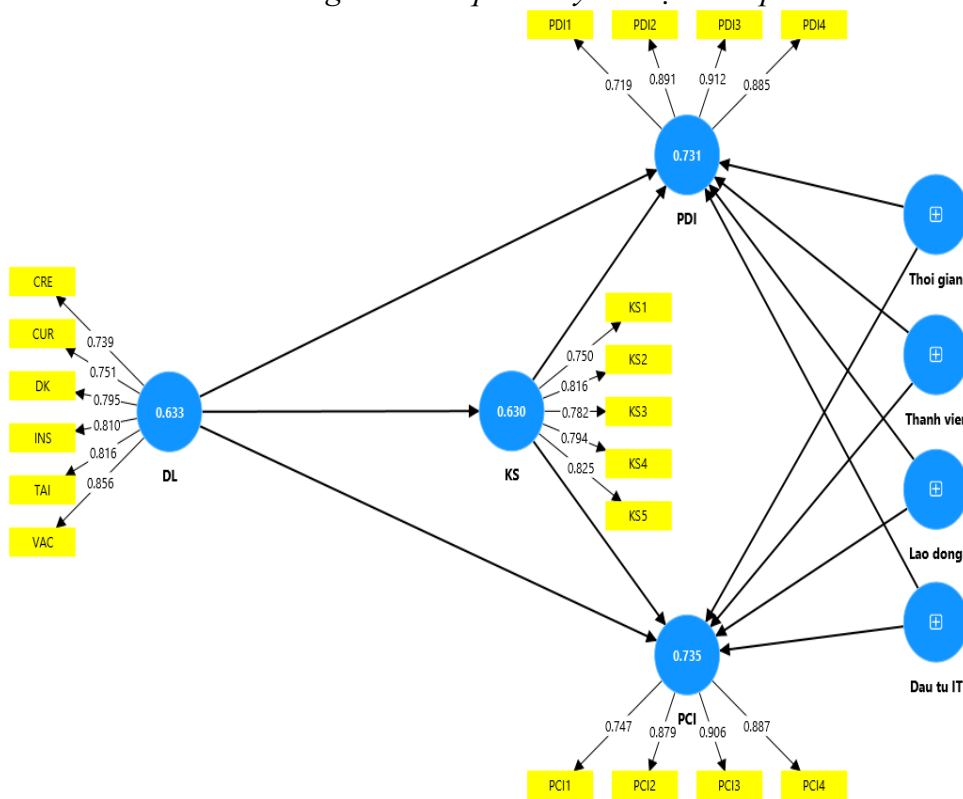 PDI1 PDI2 PDI3 PDI4
0.719 0.891 0.912 0.885
0.731
PDI
CRE
CUR
DK
INS
TAI
VAC
0.739
0.751
0.795
0.810
0.816
0.856
0.633
DL
0.630
KS
KS1
KS2
KS3
KS4
KS5
0.750
0.816
0.782
0.794
0.825
Thoi gian
Thanh vien
Lao dong
Dau tu IT
0.735
PCI
0.747 0.879 0.906 0.887
PCI1 PCI2 PCI3 PCI4